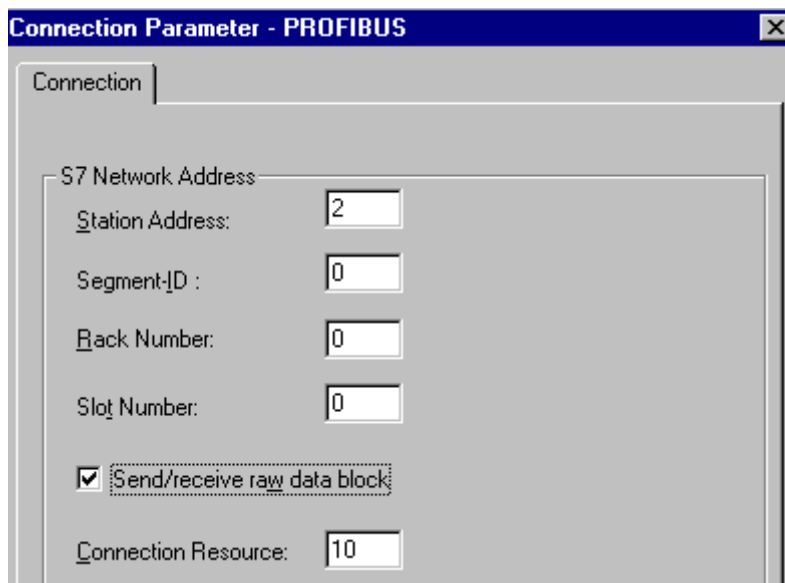 Connection Parameter - PROFIBUS
Connection
S7 Network Address
Station Address: 2
Segment-ID : 0
Rack Number: 0
Slot Number: 0
Send/receive raw data block
Connection Resource: 10